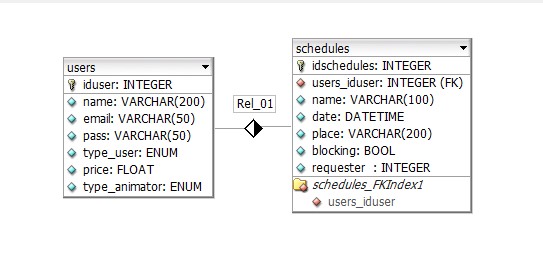 users
iduser: INTEGER
name: VARCHAR(200)
email: VARCHAR(50)
pass: VARCHAR(50)
type_user: ENUM
price: FLOAT
type_animator: ENUM
Rel_01
schedules
idschedules: INTEGER
users_iduser: INTEGER (FK)
name: VARCHAR(100)
date: DATETIME
place: VARCHAR(200)
blocking: BOOL
requester : INTEGER
schedules_FKIndex1
users_iduser